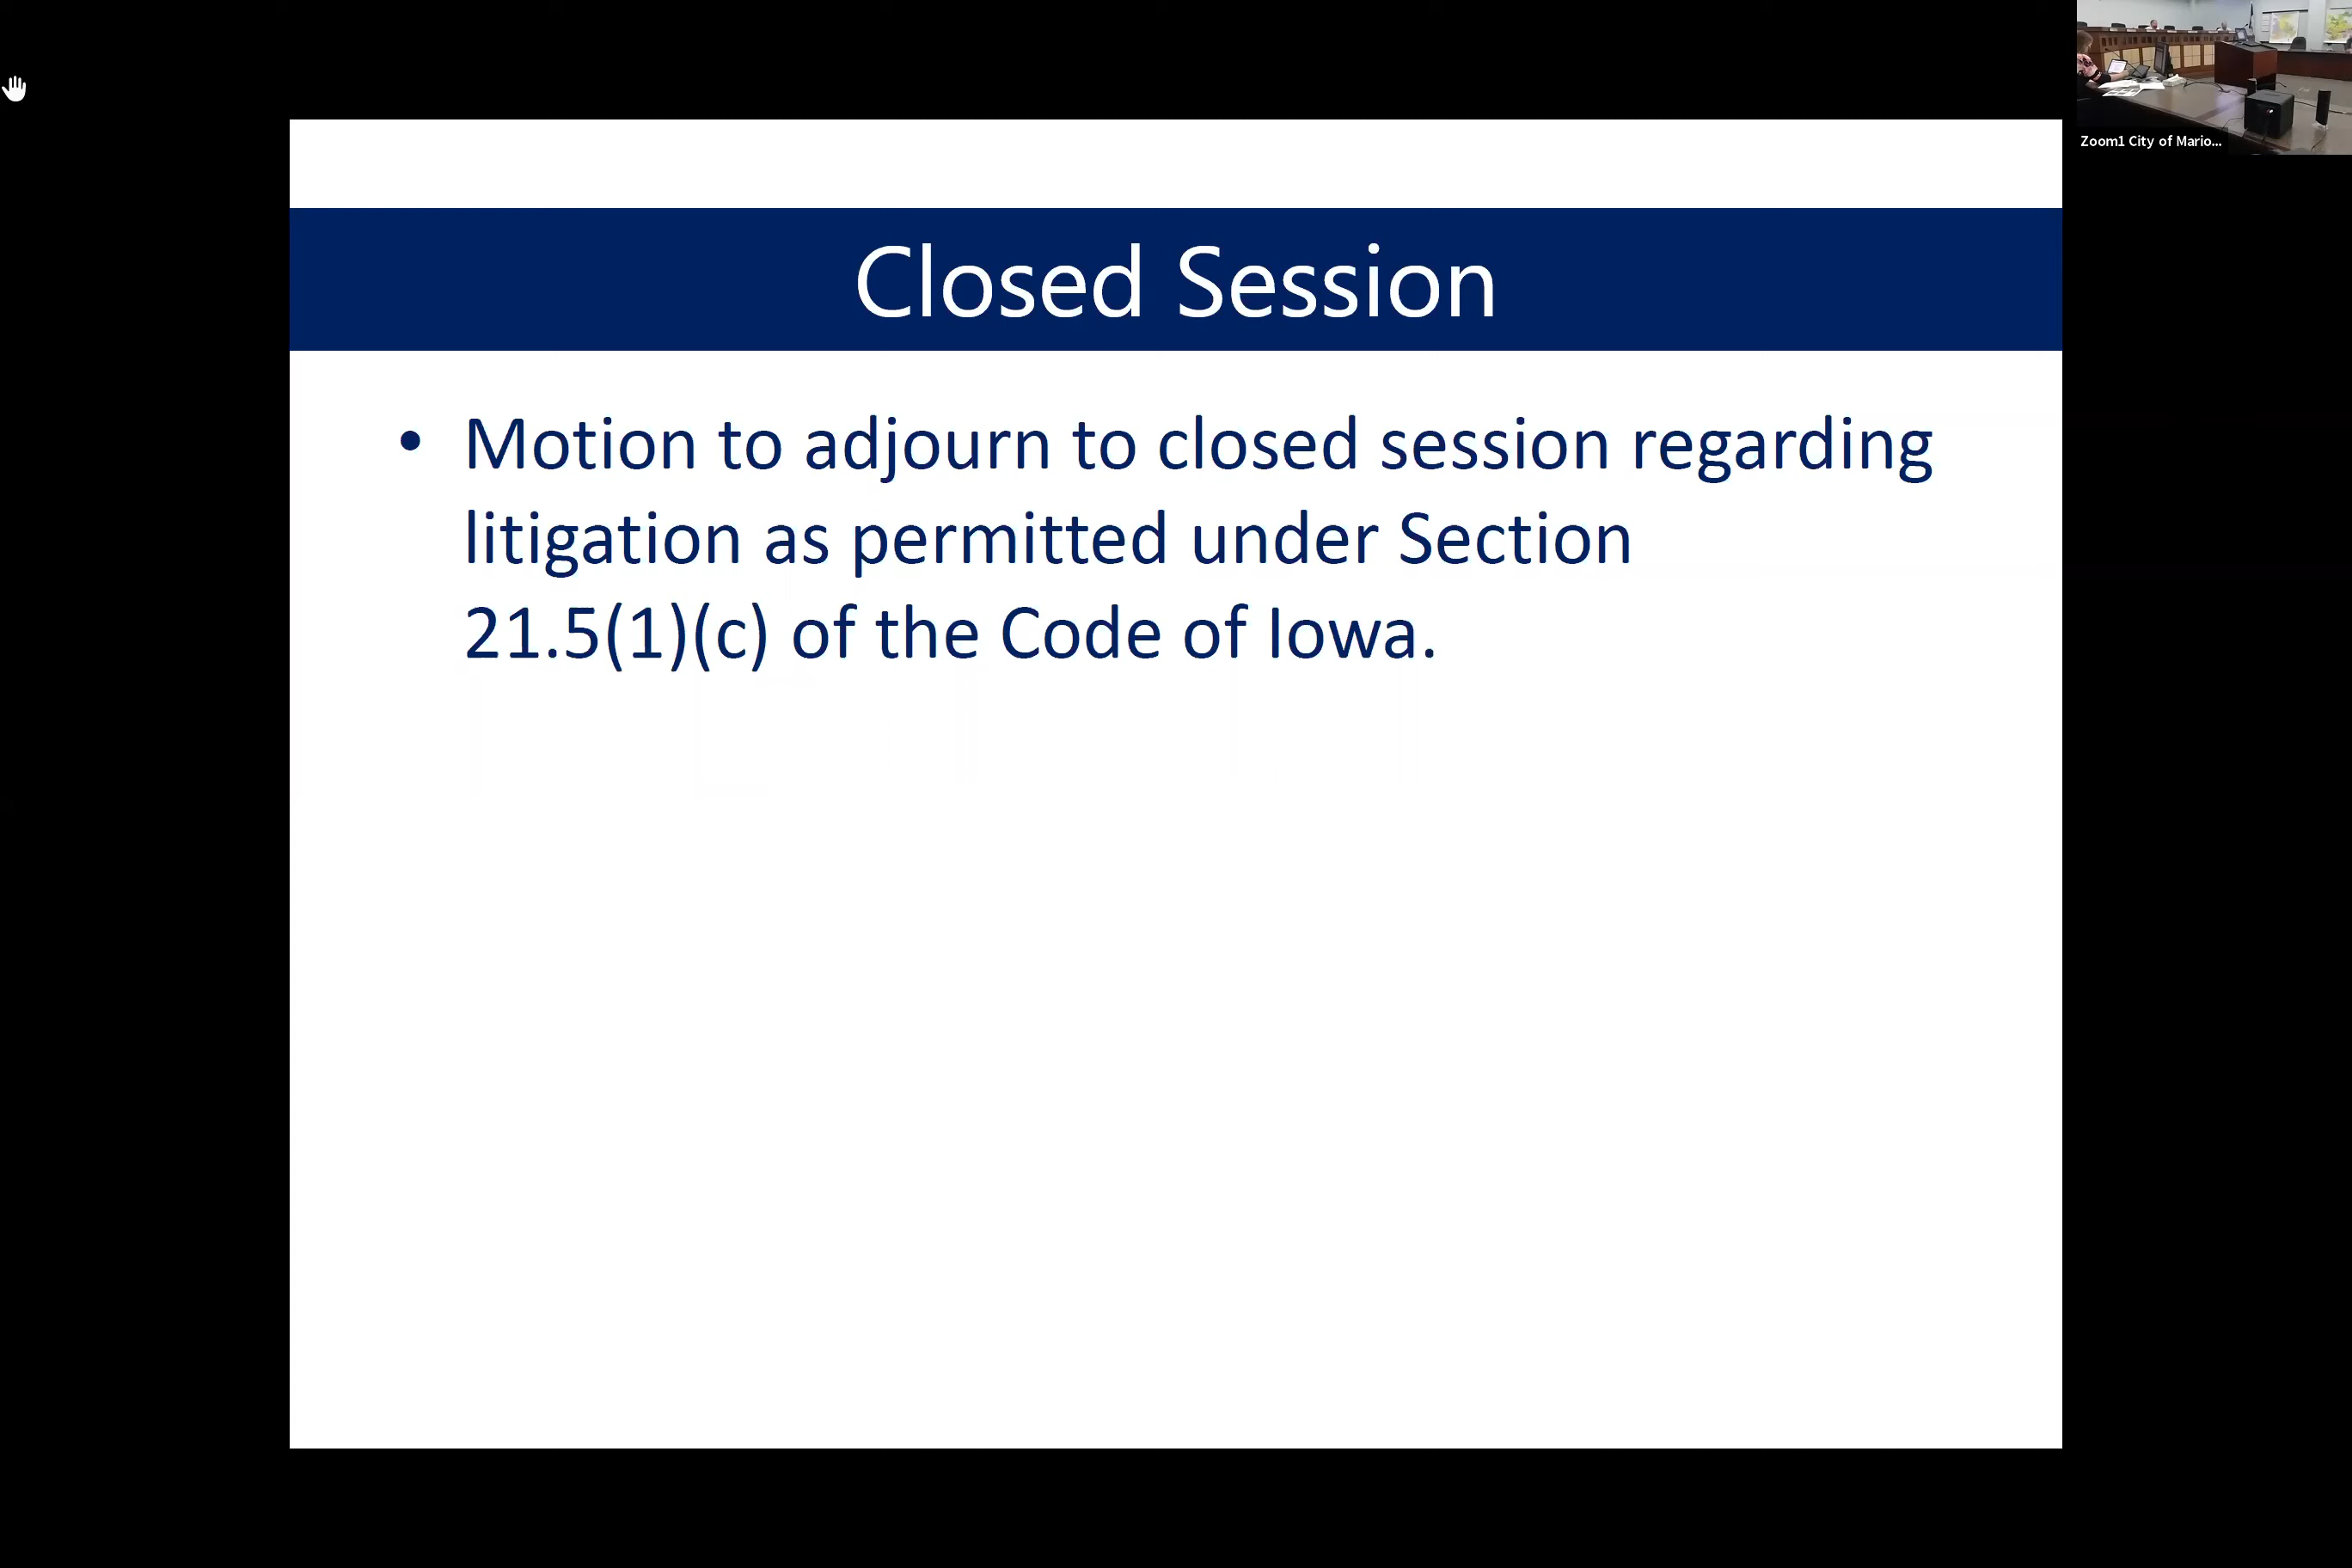 Zoom1 City of Mario...
Closed Session
• Motion to adjourn to closed session regarding
litigation as permitted under Section
21.5(1)(c) of the Code of Iowa.